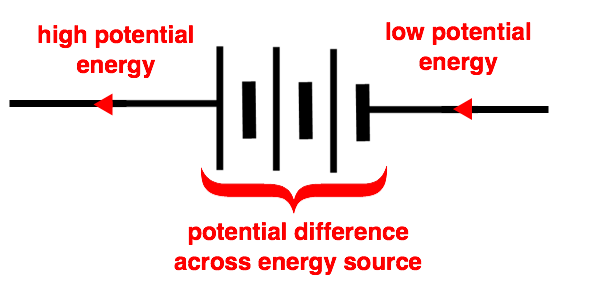 high potential
energy
low potential
energy
potential difference
across energy source